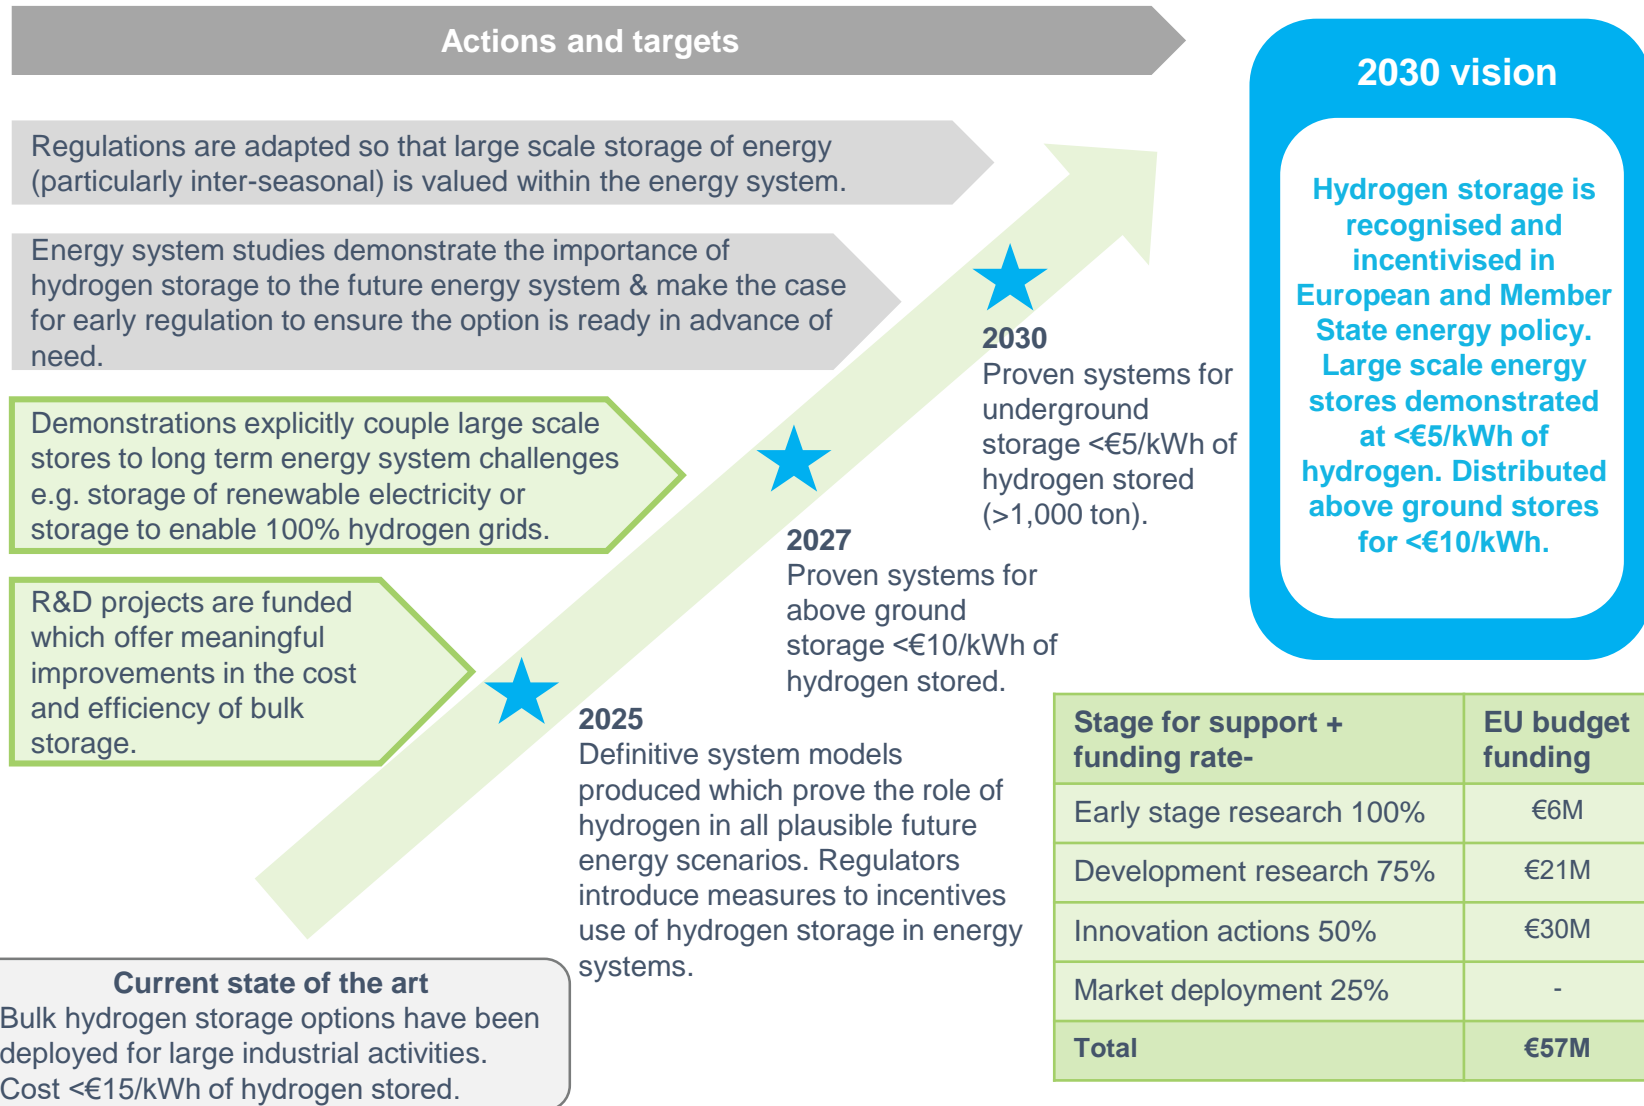 Actions and targets
Regulations are adapted so that large scale storage of energy
(particularly inter-seasonal) is valued within the energy system.
Energy system studies demonstrate the importance of
hydrogen storage to the future energy system & make the case
for early regulation to ensure the option is ready in advance of
need.
Demonstrations explicitly couple large scale
stores to long term energy system challenges
e.g. storage of renewable electricity or
storage to enable 100% hydrogen grids.
R&D projects are funded
which offer meaningful
improvements in the cost
and efficiency of bulk
storage.
Current state of the art
Bulk hydrogen storage options have been
deployed for large industrial activities.
Cost <€15/kWh of hydrogen stored.
2025
Definitive system models
produced which prove the role of
hydrogen in all plausible future
energy scenarios. Regulators
introduce measures to incentives
use of hydrogen storage in energy
systems.
2027
Proven systems for
above ground
storage <€10/kWh of
hydrogen stored.
2030
Proven systems for
underground
storage <€5/kWh of
hydrogen stored
(>1,000 ton).
2030 vision
Hydrogen storage is
recognised and
incentivised in
European and Member
State energy policy.
Large scale energy
stores demonstrated
at <€5/kWh of
hydrogen. Distributed
above ground stores
for <€10/kWh.
Stage for support +
funding rate-
EU budget
funding
Early stage research 100% €6M
Development research 75% €21M
Innovation actions 50% €30M
Market deployment 25% -
Total €57M